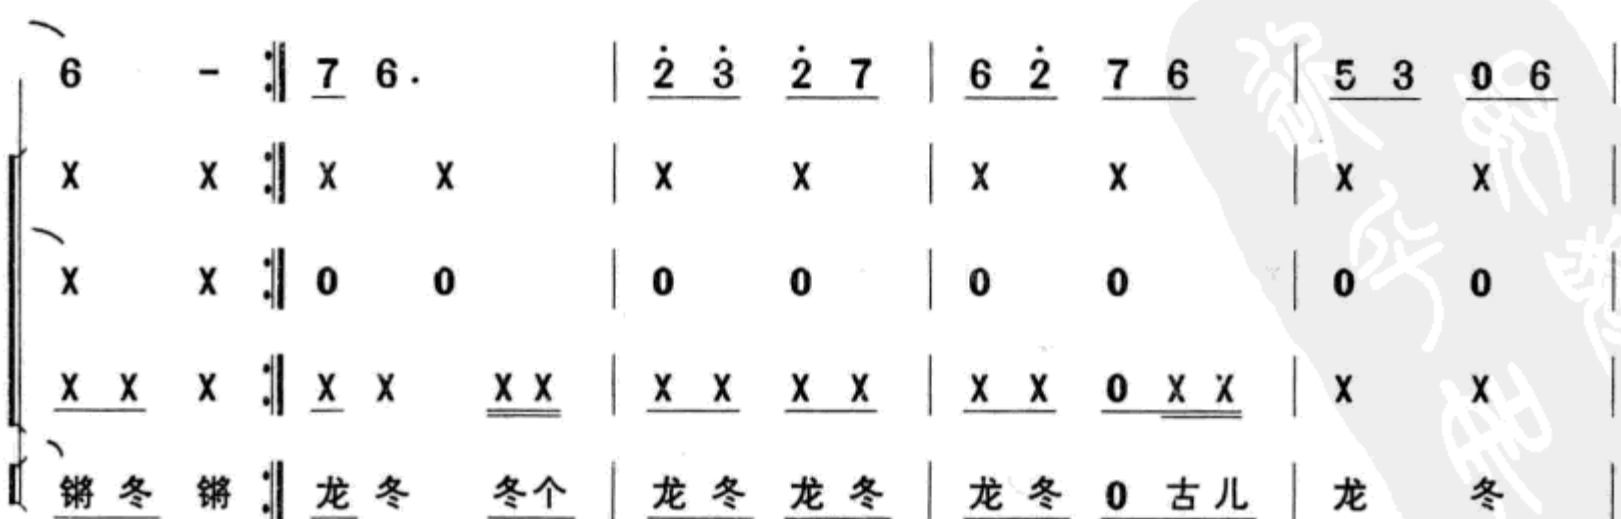 6 - :‖ 7 6. | 2̇ 3̇ 2̇ 7 | 6 2̇ 7 6 | 5 3 0 6 |
X X :‖ X X | X X | X X | X X |
X X :‖ 0 0 | 0 0 | 0 0 | 0 0 |
X X X :‖ X X X X | X X X X | X X 0 X X | X X |
锵 冬 锵 :‖ 龙 冬 冬个 | 龙 冬 龙 冬 | 龙 冬 0 古儿 | 龙 冬 |